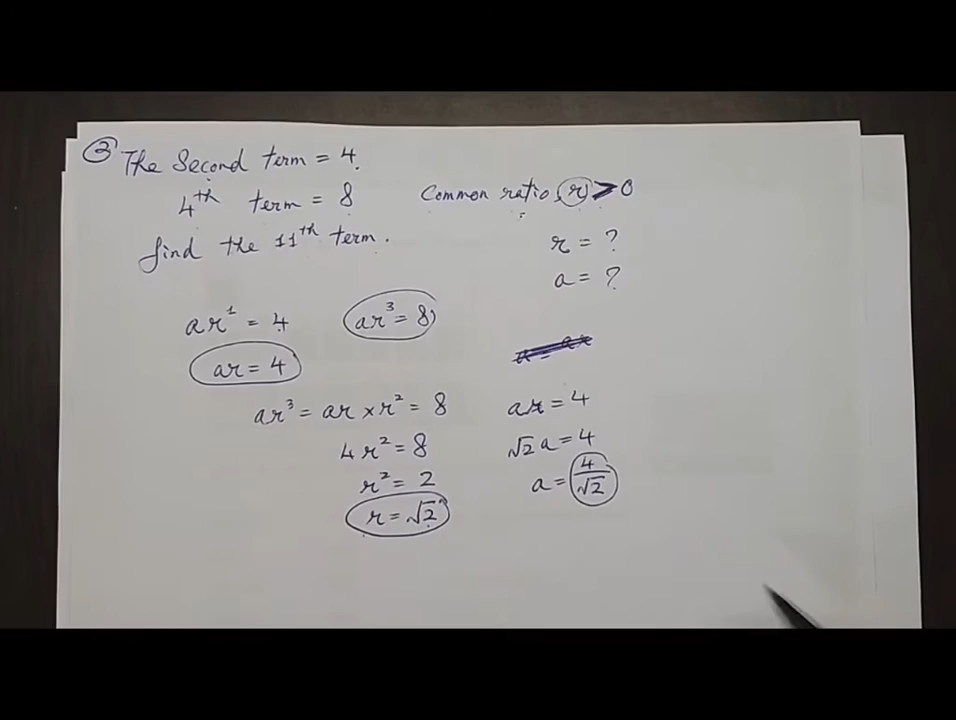 ② The Second term = 4.
4th term = 8
Common ratio, r > 0
find the 11th term.
r = ?
a = ?
ar¹ = 4
ar³ = 8
ar = 4
ar³ = ar × r² = 8
4r² = 8
r² = 2
r = √2
ar = 4
√2 a = 4
a = 4/√2